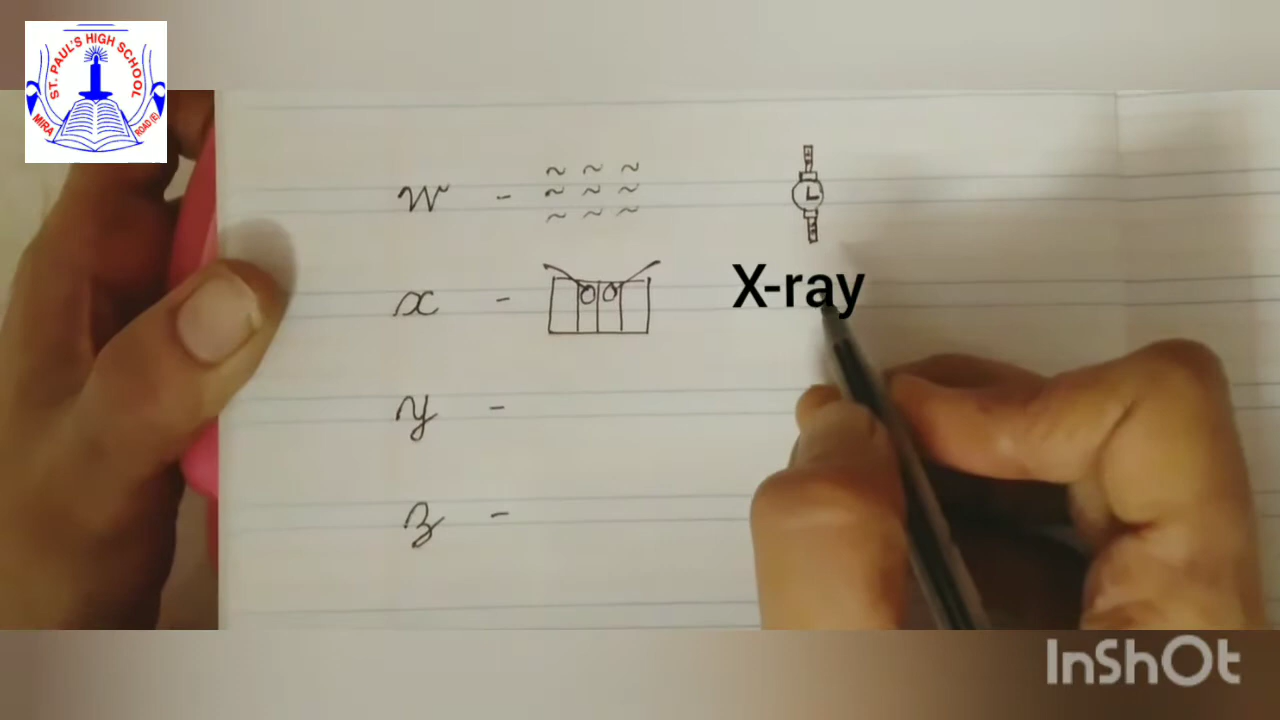 ST. PAUL'S HIGH SCHOOL
MIRA ROAD (E)
w -
x - X-ray
y -
z -
InShOt